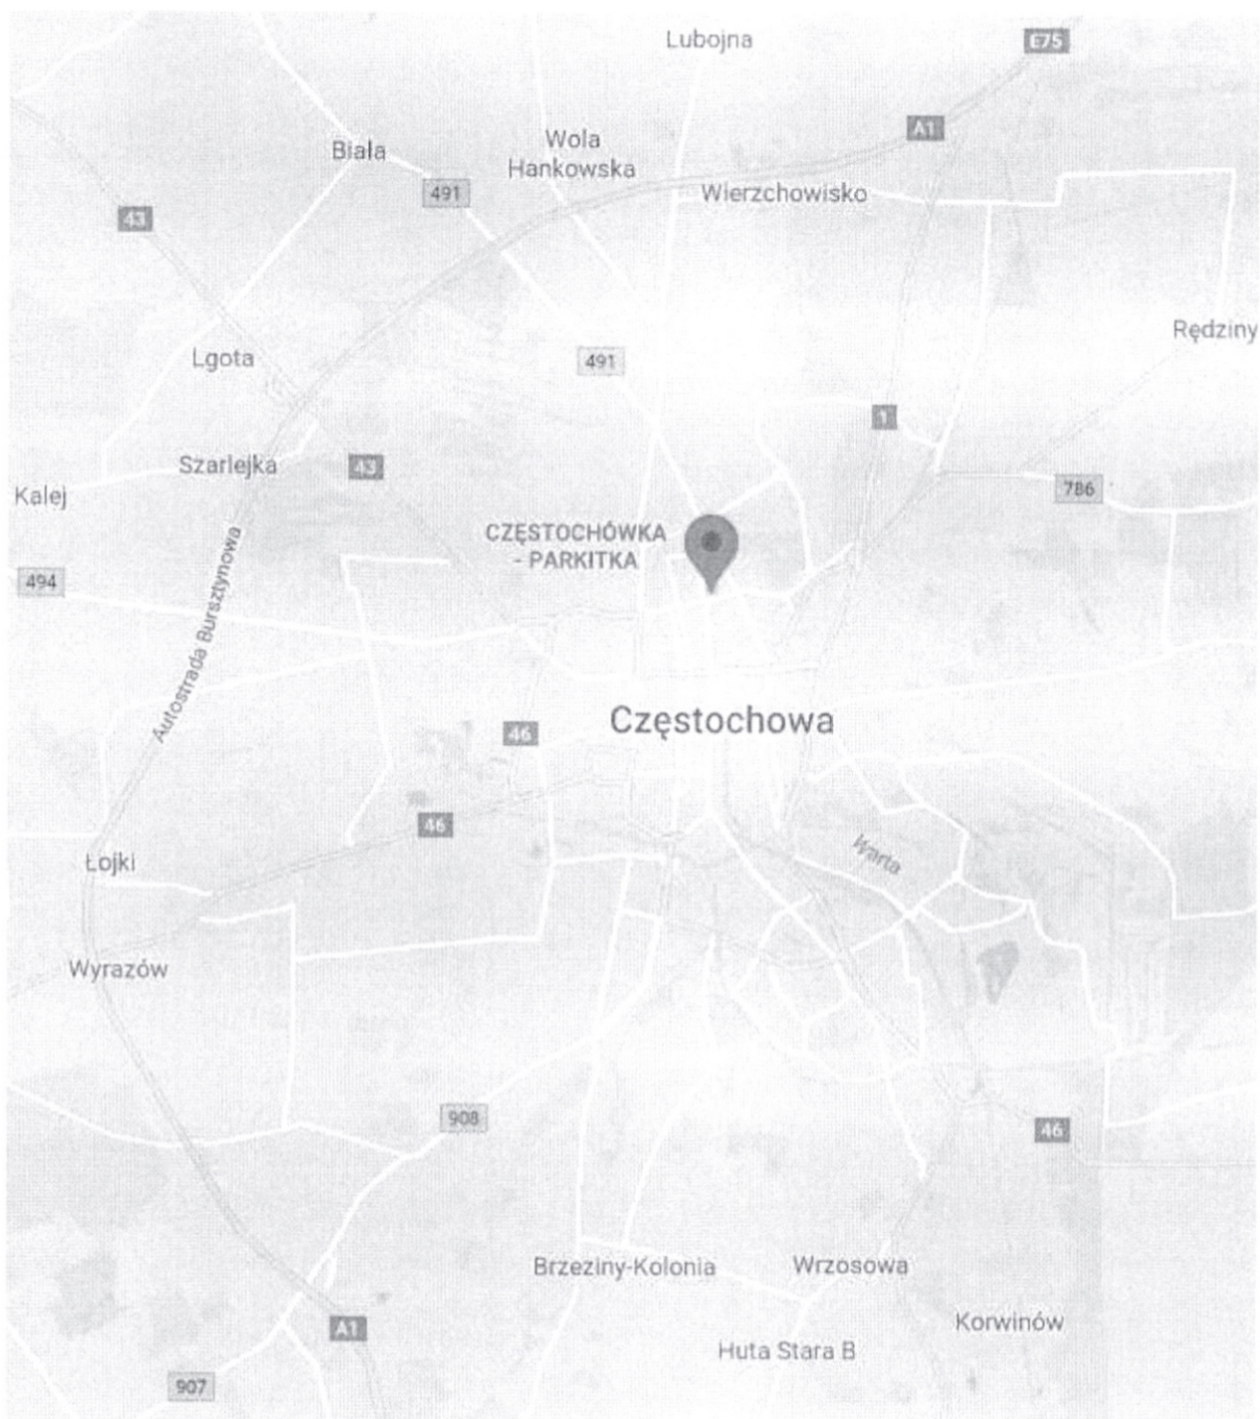 Lubojna
E75
A1
Biala
Wola
Hankowska
491
Wierzchowisko
43
Rędziny
Lgota
491
1
Szarlejka
43
786
Kalej
CZĘSTOCHÓWKA
- PARKITKA
494
Autostrada Bursztynowa
Częstochowa
46
46
Łojki
Warta
Wyrazów
908
46
Brzeziny-Kolonia
Wrzosowa
Korwinów
A1
Huta Stara B
907